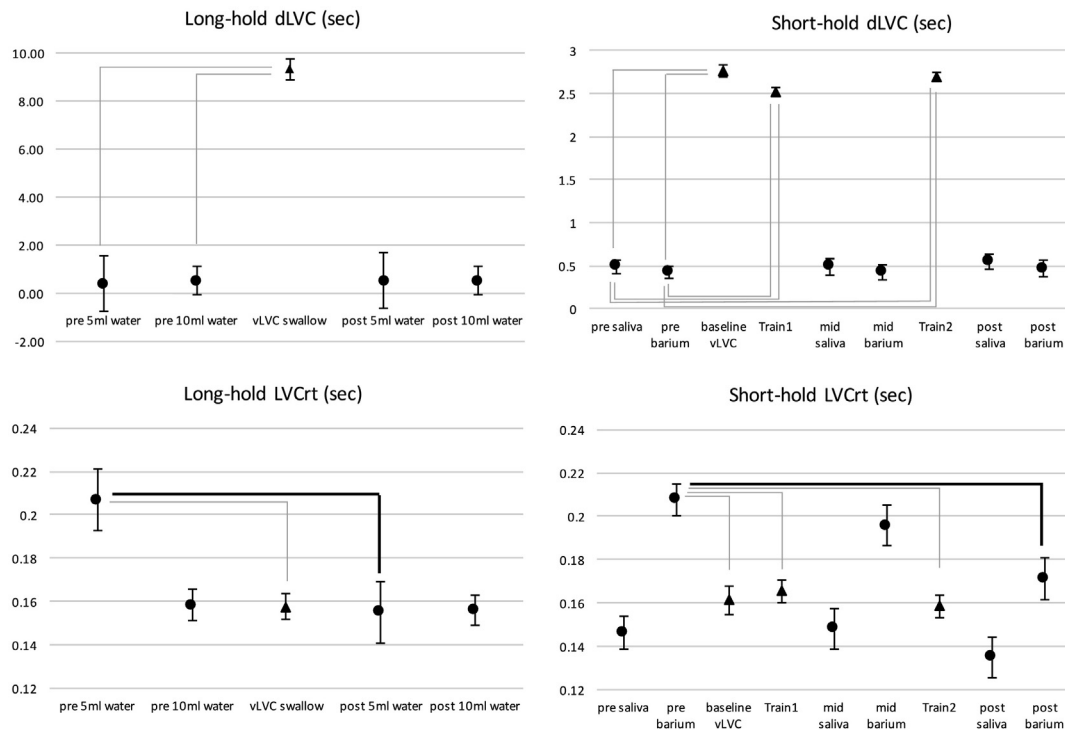 Long-hold dLVC (sec)
10.00
8.00
6.00
4.00
2.00
0.00
-2.00
pre 5ml water
pre 10ml water
vLVC swallow
post 5ml water
post 10ml water
Short-hold dLVC (sec)
3
2.5
2
1.5
1
0.5
0
pre saliva
pre
barium
baseline
vLVC
Train1
mid
saliva
mid
barium
Train2
post
saliva
post
barium
Long-hold LVCrt (sec)
0.24
0.22
0.2
0.18
0.16
0.14
0.12
pre 5ml water
pre 10ml water
vLVC swallow
post 5ml water
post 10ml water
Short-hold LVCrt (sec)
0.24
0.22
0.2
0.18
0.16
0.14
0.12
pre saliva
pre
barium
baseline
vLVC
Train1
mid
saliva
mid
barium
Train2
post
saliva
post
barium